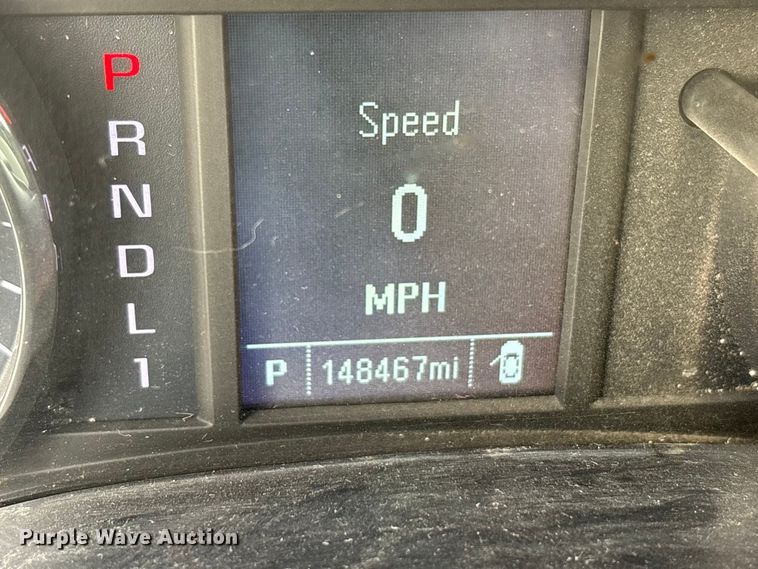 P
R
N
D
L
1
Speed
0
MPH
P 148467mi
Purple Wave Auction